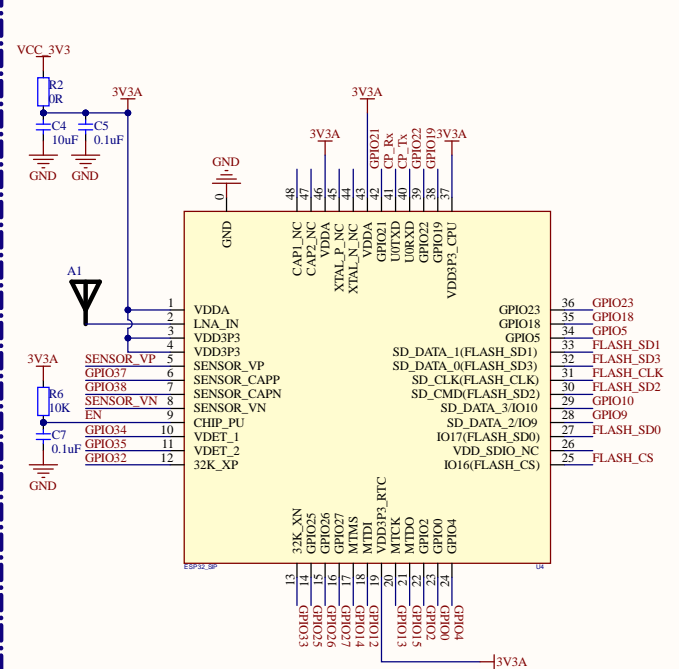 VCC_3V3
R2
0R
3V3A
C4
10uF
C5
0.1uF
GND
GND
GND
3V3A
3V3A
GPIO21
CP_Rx
CP_Tx
GPIO22
GPIO19
3V3A
0
48
47
46
45
44
43
42
41
40
39
38
37
GND
CAP1_NC
CAP2_NC
VDDA
XTAL_P_NC
XTAL_N_NC
VDDA
GPIO21
U0TXD
U0RXD
GPIO22
GPIO19
VDD3P3_CPU
A1
1 VDDA
2 LNA_IN
3 VDD3P3
4 VDD3P3
SENSOR_VP 5 SENSOR_VP
GPIO37 6 SENSOR_CAPP
GPIO38 7 SENSOR_CAPN
SENSOR_VN 8 SENSOR_VN
EN 9 CHIP_PU
GPIO34 10 VDET_1
GPIO35 11 VDET_2
GPIO32 12 32K_XP
3V3A
R6
10K
C7
0.1uF
GND
GPIO23 36 GPIO23
GPIO18 35 GPIO18
GPIO5 34 GPIO5
SD_DATA_1(FLASH_SD1) 33 FLASH_SD1
SD_DATA_0(FLASH_SD3) 32 FLASH_SD3
SD_CLK(FLASH_CLK) 31 FLASH_CLK
SD_CMD(FLASH_SD2) 30 FLASH_SD2
SD_DATA_3/IO10 29 GPIO10
SD_DATA_2/IO9 28 GPIO9
IO17(FLASH_SD0) 27 FLASH_SD0
VDD_SDIO_NC 26
IO16(FLASH_CS) 25 FLASH_CS
32K_XN
GPIO25
GPIO26
GPIO27
MTMS
MTDI
VDD3P3_RTC
MTCK
MTDO
GPIO2
GPIO0
GPIO4
ESP32_SIP
U4
13
14
15
16
17
18
19
20
21
22
23
24
GPIO33
GPIO25
GPIO26
GPIO27
GPIO14
GPIO12
GPIO13
GPIO15
GPIO2
GPIO0
GPIO4
3V3A